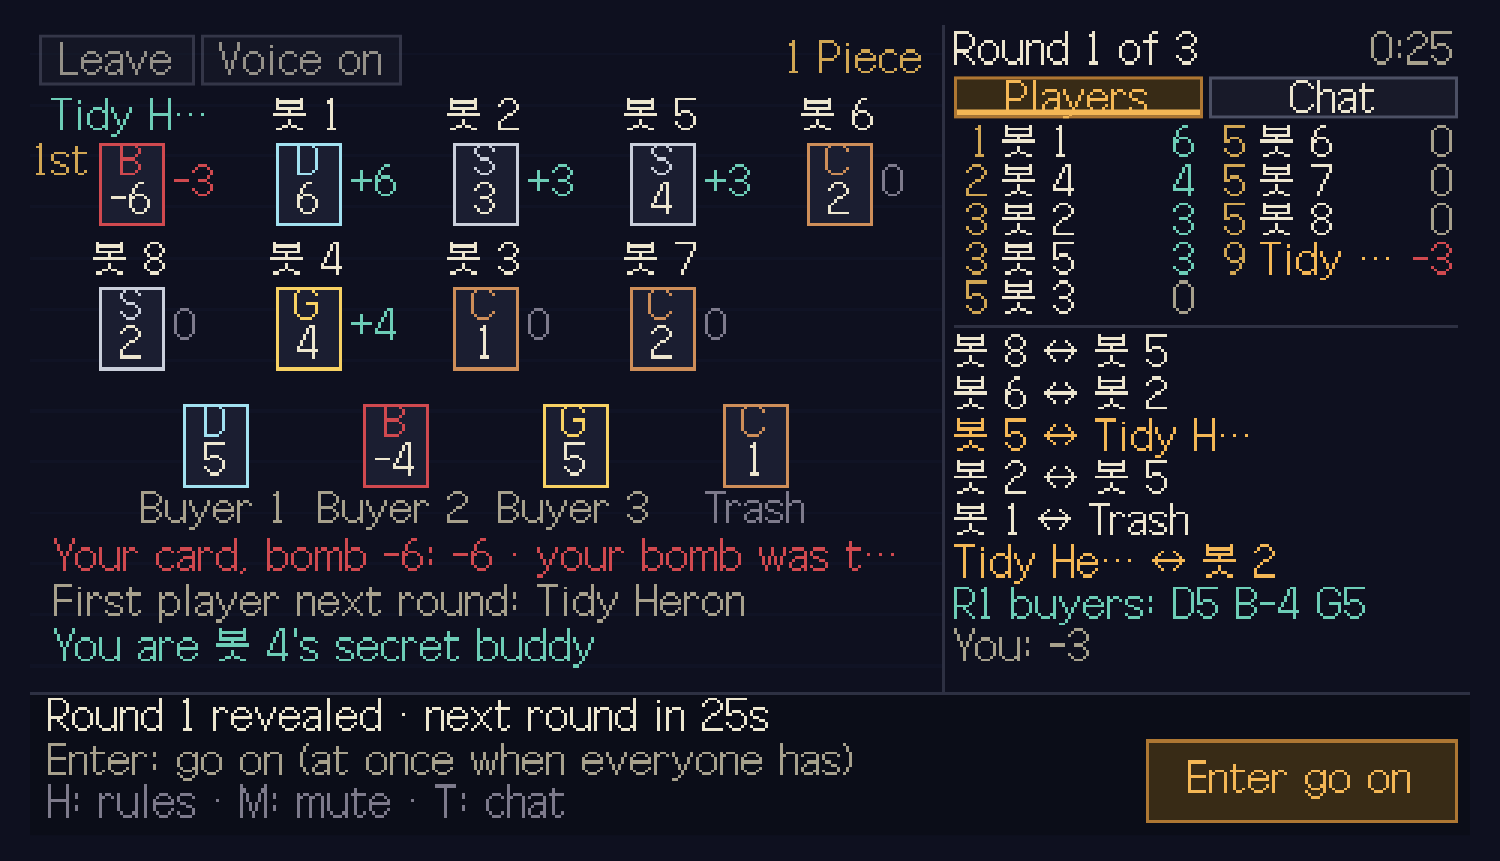 Leave Voice on 1 Piece
Tidy H··· 봇 1 봇 2 봇 5 봇 6
1st B -6 -3 D 6 +6 S 3 +3 S 4 +3 C 2 0
봇 8 봇 4 봇 3 봇 7
S 2 0 G 4 +4 C 1 0 C 2 0
D 5 B -4 G 5 C 1
Buyer 1 Buyer 2 Buyer 3 Trash
Your card, bomb -6: -6 · your bomb was t···
First player next round: Tidy Heron
You are 봇 4's secret buddy
Round 1 of 3 0:25
Players Chat
1 봇 1 6 5 봇 6 0
2 봇 4 4 5 봇 7 0
3 봇 2 3 5 봇 8 0
3 봇 5 3 9 Tidy ··· -3
5 봇 3 0
봇 8 ⇔ 봇 5
봇 6 ⇔ 봇 2
봇 5 ⇔ Tidy H···
봇 2 ⇔ 봇 5
봇 1 ⇔ Trash
Tidy He··· ⇔ 봇 2
R1 buyers: D5 B-4 G5
You: -3
Round 1 revealed · next round in 25s
Enter: go on (at once when everyone has)
H: rules · M: mute · T: chat
Enter go on